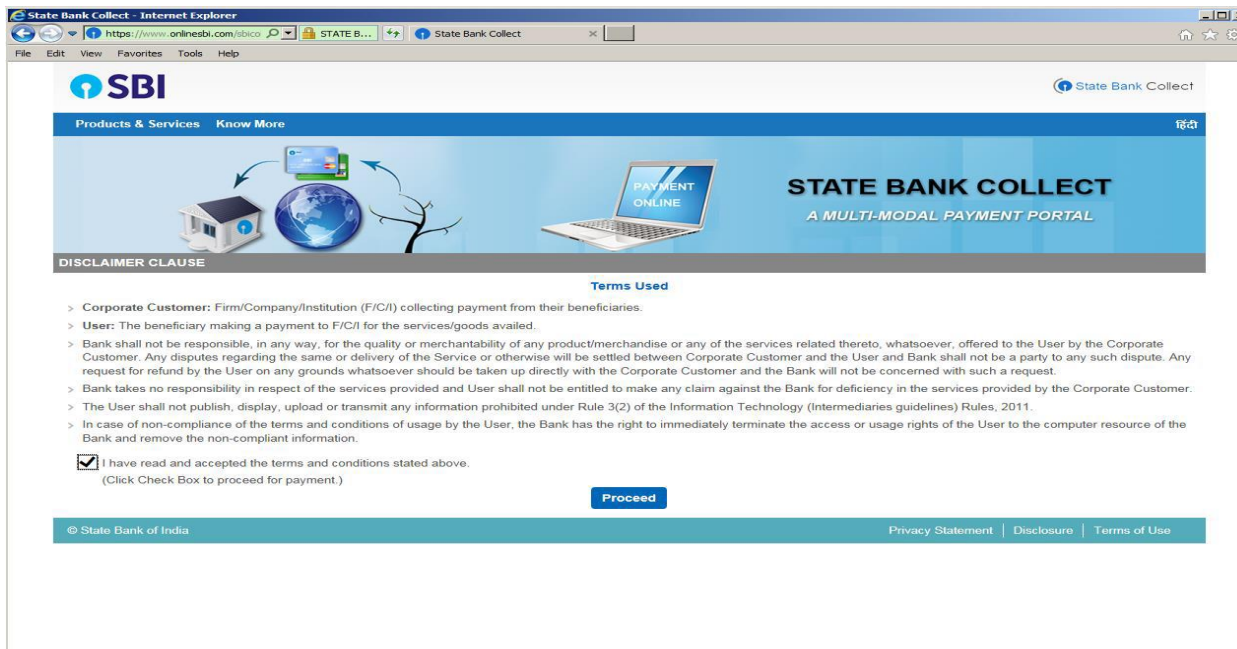 State Bank Collect - Internet Explorer
https://www.onlinesbi.com/sbico
STATE B...
State Bank Collect
File Edit View Favorites Tools Help
SBI
State Bank Collect
Products & Services Know More हिंदी
PAYMENT
ONLINE
STATE BANK COLLECT
A MULTI-MODAL PAYMENT PORTAL
DISCLAIMER CLAUSE
Terms Used
> Corporate Customer: Firm/Company/Institution (F/C/I) collecting payment from their beneficiaries.
> User: The beneficiary making a payment to F/C/I for the services/goods availed.
> Bank shall not be responsible, in any way, for the quality or merchantability of any product/merchandise or any of the services related thereto, whatsoever, offered to the User by the Corporate
Customer. Any disputes regarding the same or delivery of the Service or otherwise will be settled between Corporate Customer and the User and Bank shall not be a party to any such dispute. Any
request for refund by the User on any grounds whatsoever should be taken up directly with the Corporate Customer and the Bank will not be concerned with such a request.
> Bank takes no responsibility in respect of the services provided and User shall not be entitled to make any claim against the Bank for deficiency in the services provided by the Corporate Customer.
> The User shall not publish, display, upload or transmit any information prohibited under Rule 3(2) of the Information Technology (Intermediaries guidelines) Rules, 2011.
> In case of non-compliance of the terms and conditions of usage by the User, the Bank has the right to immediately terminate the access or usage rights of the User to the computer resource of the
Bank and remove the non-compliant information.
I have read and accepted the terms and conditions stated above.
(Click Check Box to proceed for payment.)
Proceed
© State Bank of India Privacy Statement | Disclosure | Terms of Use